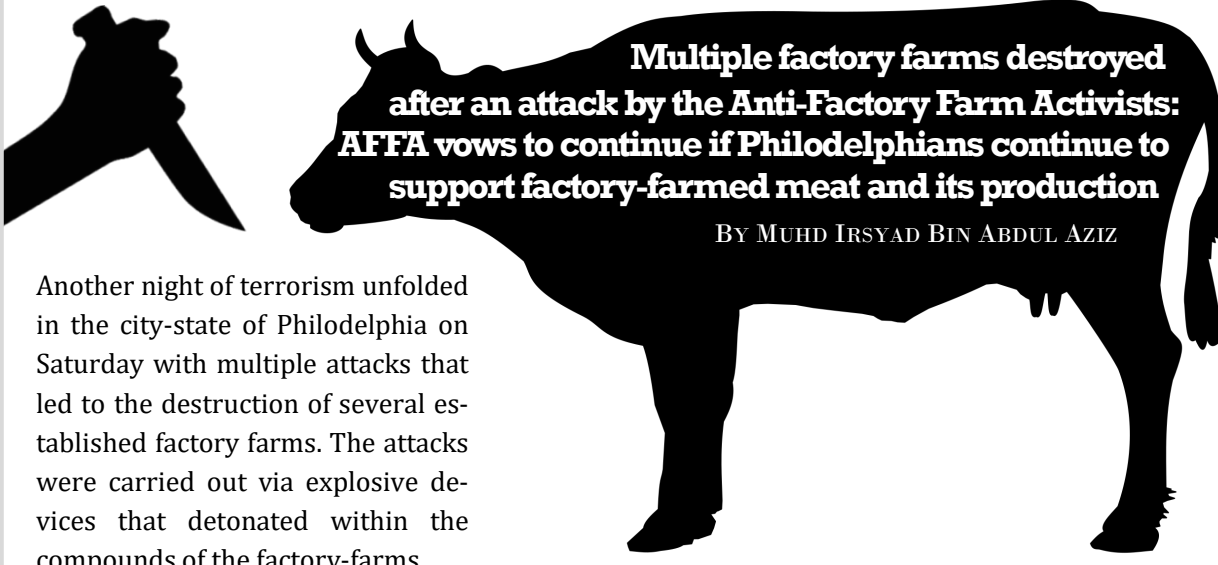 Multiple factory farms destroyed
after an attack by the Anti-Factory Farm Activists:
AFFA vows to continue if Philodelphians continue to
support factory-farmed meat and its production
By Muhd Irsyad Bin Abdul Aziz
Another night of terrorism unfolded
in the city-state of Philodelphia on
Saturday with multiple attacks that
led to the destruction of several es-
tablished factory farms. The attacks
were carried out via explosive de-
vices that detonated within the
compounds of the factory-farms